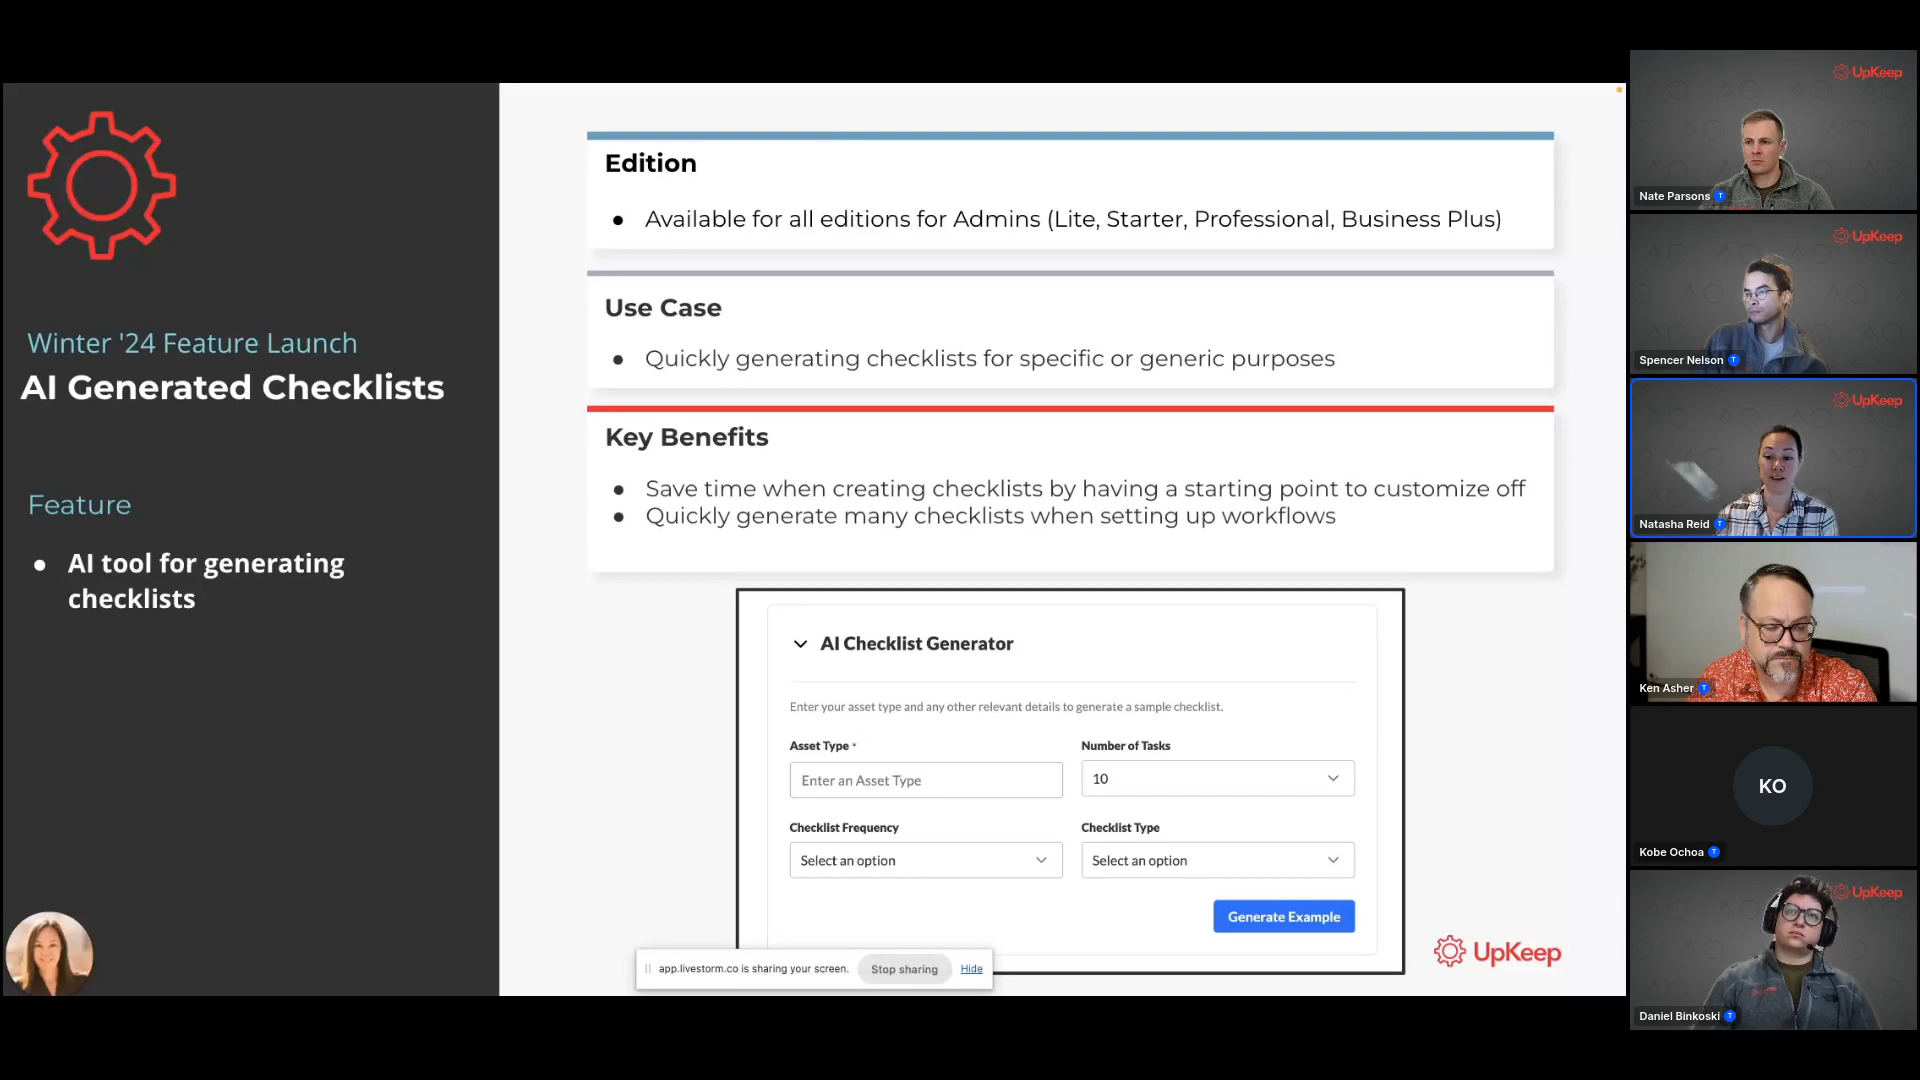 Winter '24 Feature Launch
AI Generated Checklists
Feature
● AI tool for generating
checklists
Edition
● Available for all editions for Admins (Lite, Starter, Professional, Business Plus)
Use Case
● Quickly generating checklists for specific or generic purposes
Key Benefits
● Save time when creating checklists by having a starting point to customize off
● Quickly generate many checklists when setting up workflows
AI Checklist Generator
Enter your asset type and any other relevant details to generate a sample checklist.
Asset Type * Number of Tasks
Enter an Asset Type 10
Checklist Frequency Checklist Type
Select an option Select an option
Generate Example
UpKeep
app.livestorm.co is sharing your screen. Stop sharing Hide
UpKeep
Nate Parsons T
UpKeep
Spencer Nelson T
UpKeep
Natasha Reid T
Ken Asher T
KO
Kobe Ochoa T
UpKeep
Daniel Binkoski T